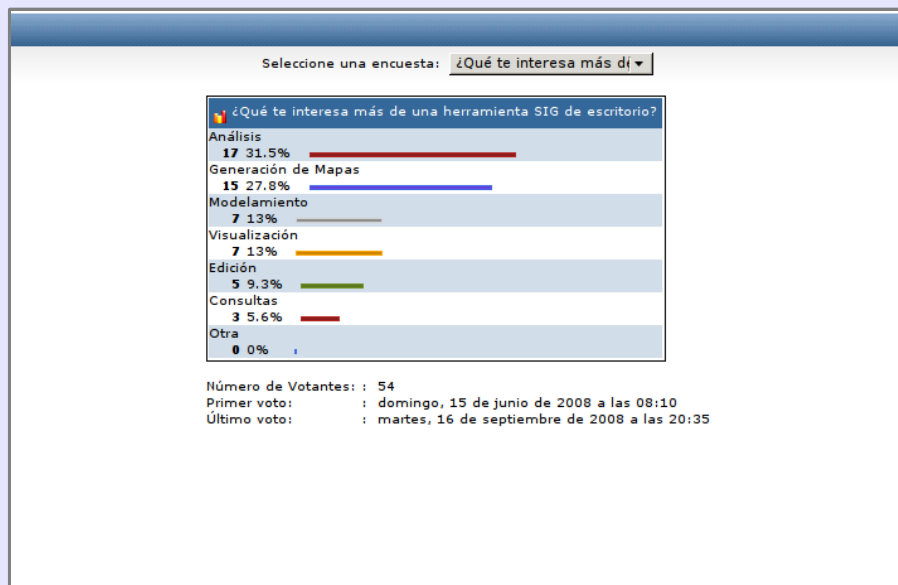 Seleccione una encuesta: ¿Qué te interesa más de
¿Qué te interesa más de una herramienta SIG de escritorio?
Análisis
17 31.5%
Generación de Mapas
15 27.8%
Modelamiento
7 13%
Visualización
7 13%
Edición
5 9.3%
Consultas
3 5.6%
Otra
0 0%
Número de Votantes: : 54
Primer voto: : domingo, 15 de junio de 2008 a las 08:10
Último voto: : martes, 16 de septiembre de 2008 a las 20:35